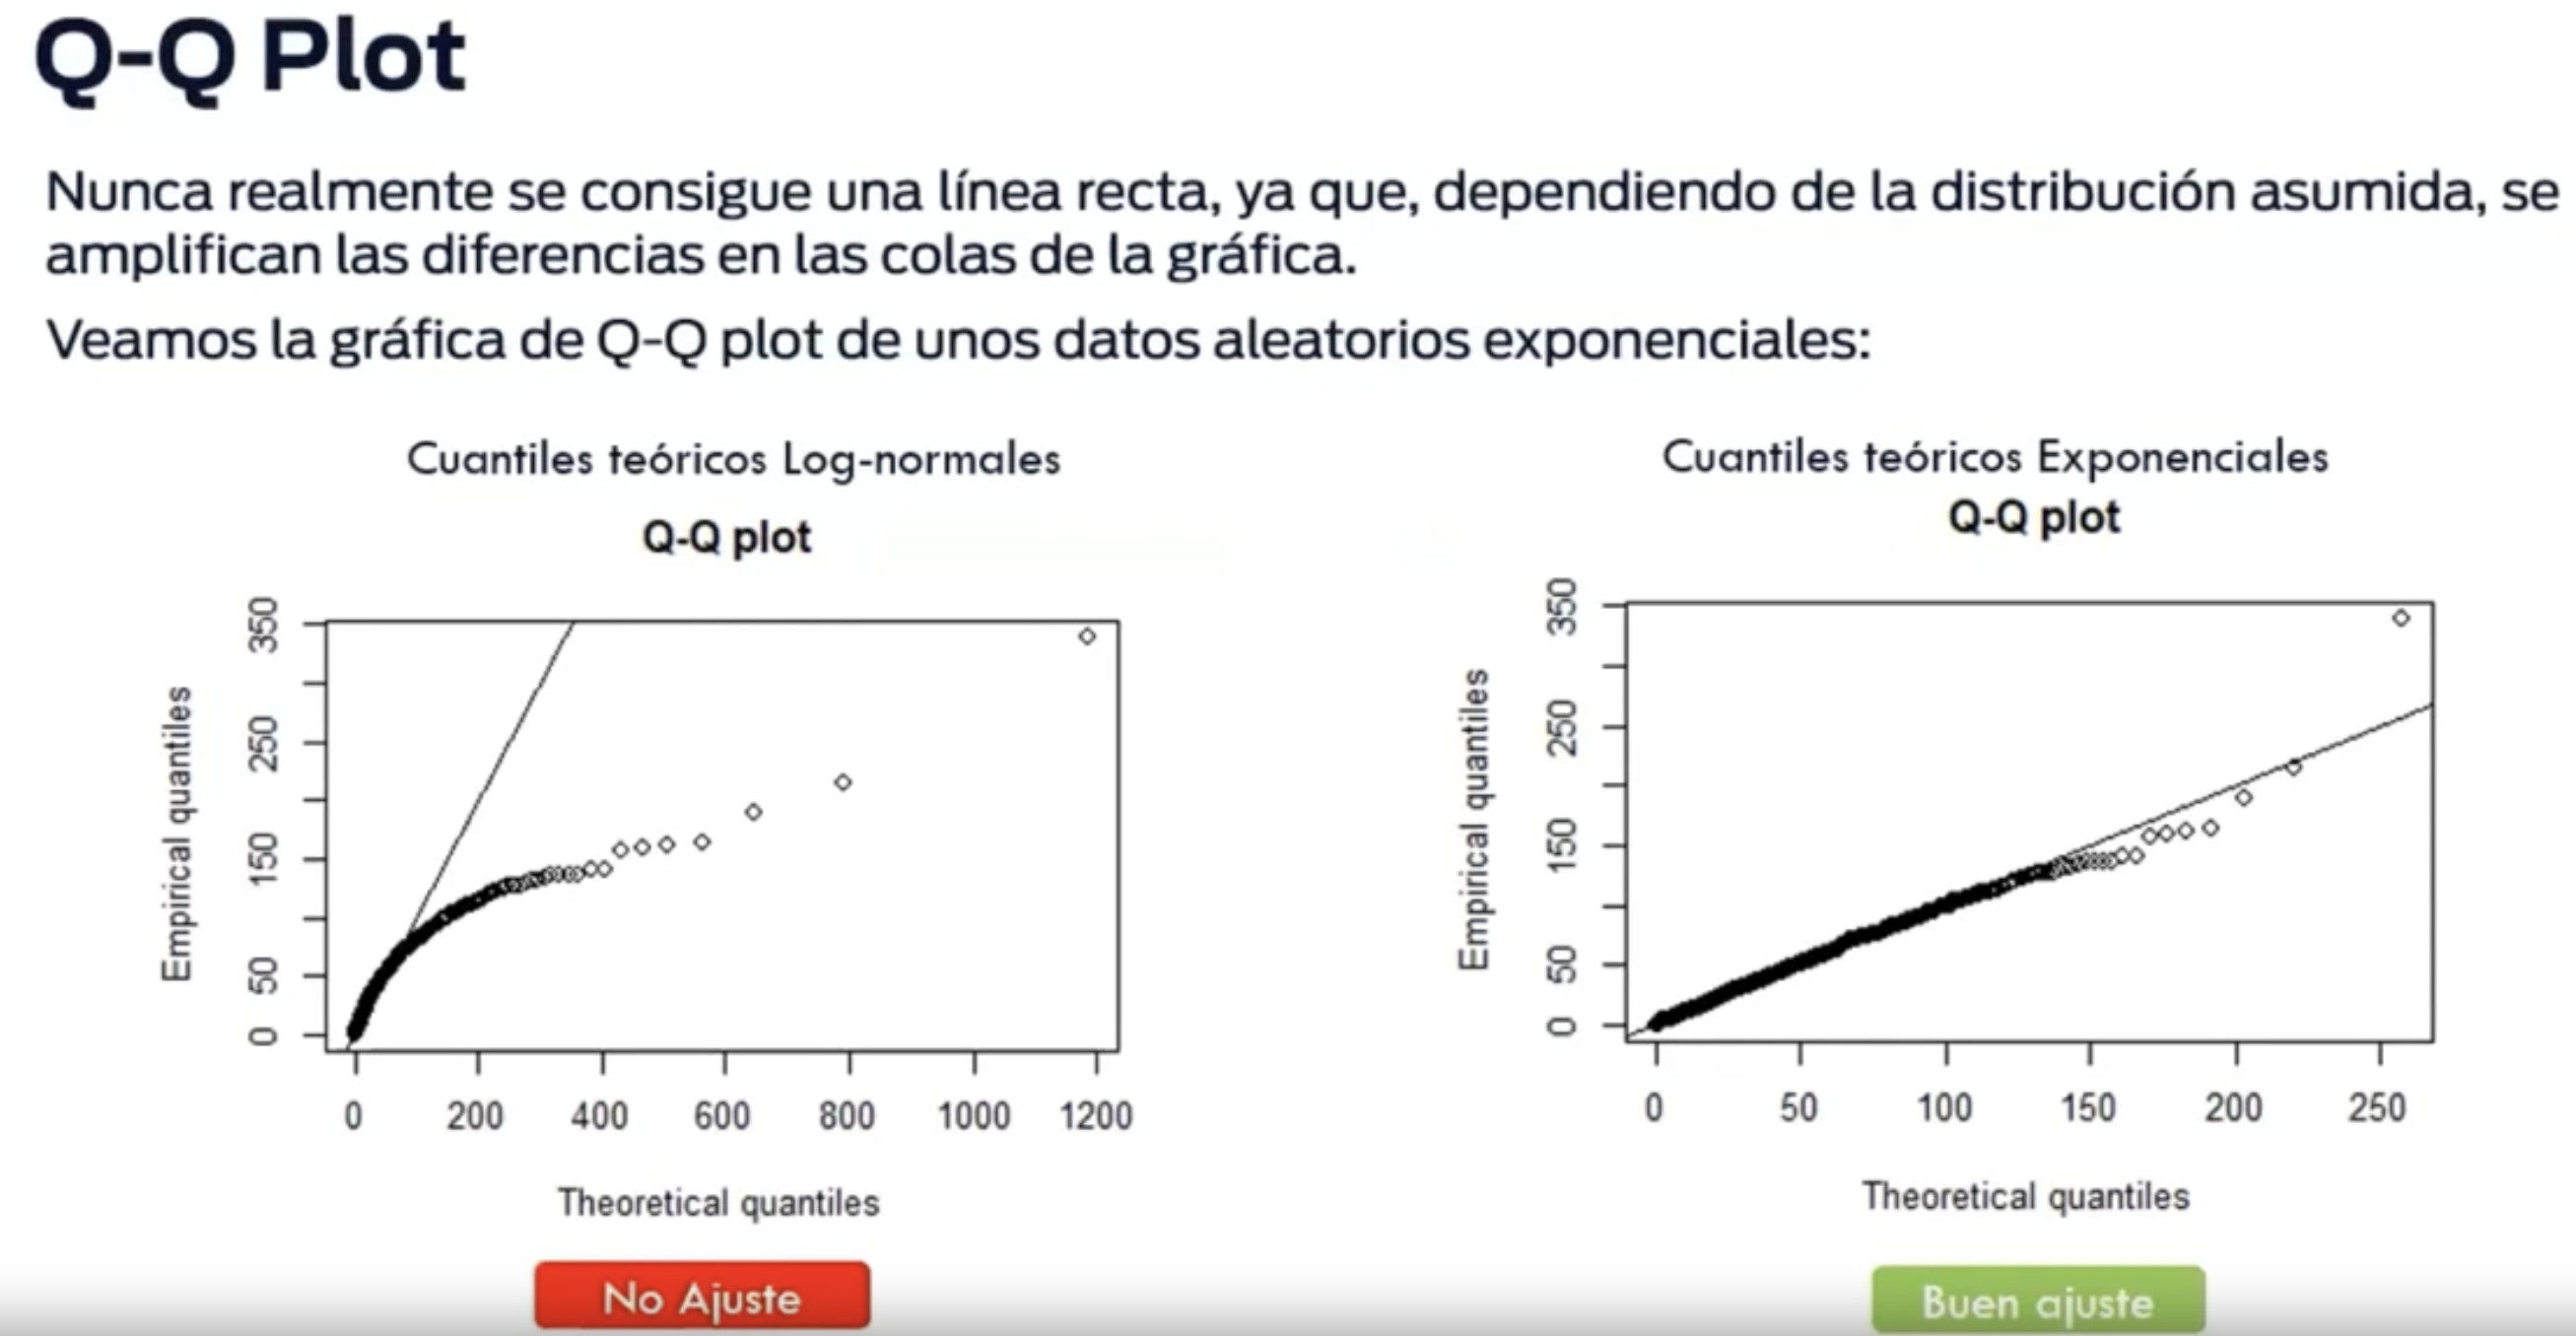 Q-Q Plot
Nunca realmente se consigue una línea recta, ya que, dependiendo de la distribución asumida, se
amplifican las diferencias en las colas de la gráfica.
Veamos la gráfica de Q-Q plot de unos datos aleatorios exponenciales:
Cuantiles teóricos Log-normales
Q-Q plot
Empirical quantiles
350
250
150
50
0
0 200 400 600 800 1000 1200
Theoretical quantiles
No Ajuste
Cuantiles teóricos Exponenciales
Q-Q plot
Empirical quantiles
350
250
150
50
0
0 50 100 150 200 250
Theoretical quantiles
Buen ajuste